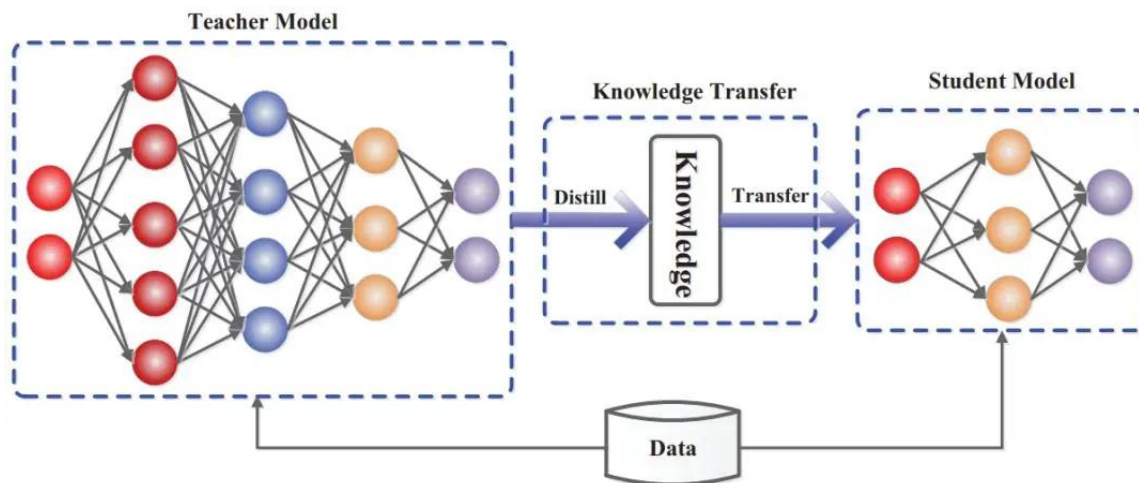 Teacher Model
Knowledge Transfer
Student Model
Distill
Knowledge
Transfer
Data